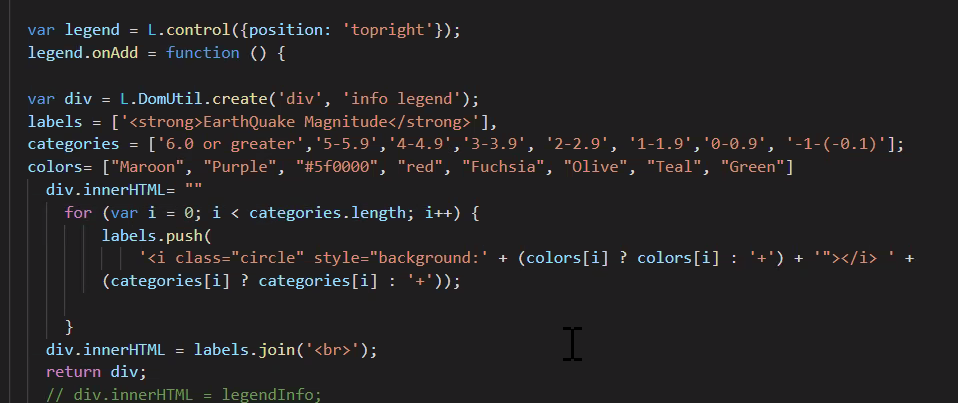 var legend = L.control({position: 'topright'});
legend.onAdd = function () {
var div = L.DomUtil.create('div', 'info legend');
labels = ['<strong>EarthQuake Magnitude</strong>'],
categories = ['6.0 or greater','5-5.9','4-4.9','3-3.9', '2-2.9', '1-1.9','0-0.9', '-1-(-0.1)'];
colors= ["Maroon", "Purple", "#5f0000", "red", "Fuchsia", "Olive", "Teal", "Green"]
div.innerHTML= ""
for (var i = 0; i < categories.length; i++) {
labels.push(
'<i class="circle" style="background:' + (colors[i] ? colors[i] : '+') + '"></i> ' +
(categories[i] ? categories[i] : '+'));
}
div.innerHTML = labels.join('<br>');
return div;
// div.innerHTML = legendInfo;